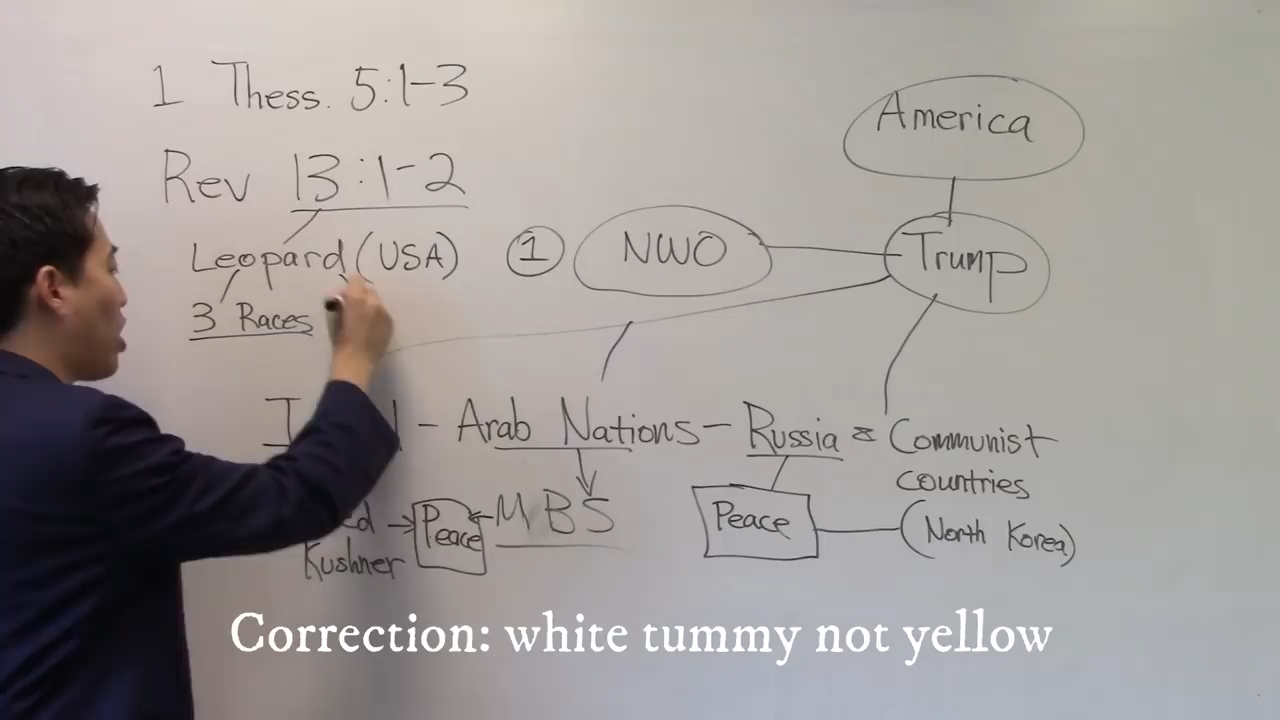 1 Thess. 5:1-3
America
Rev 13:1-2
Leopard (USA)
1
NWO
Trump
3 Races
- Arab Nations - Russia & Communist
countries
Kushner
→ Peace ← MBS
Peace
(North Korea)
Correction: white tummy not yellow